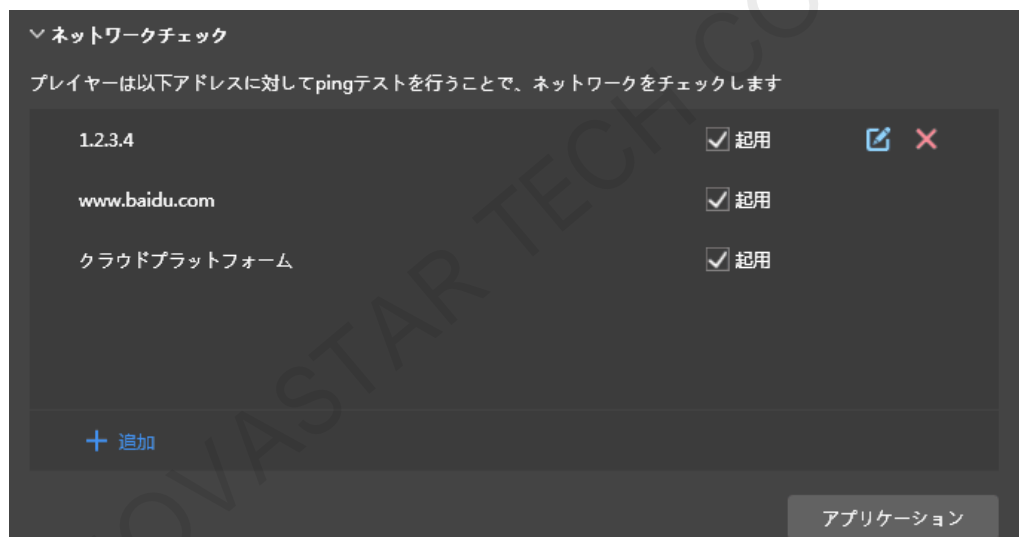 ネットワークチェック
プレイヤーは以下アドレスに対してpingテストを行うことで、ネットワークをチェックします
1.2.3.4 起用
www.baidu.com 起用
クラウドプラットフォーム 起用
追加
アプリケーション
OVASTAR TECH CO